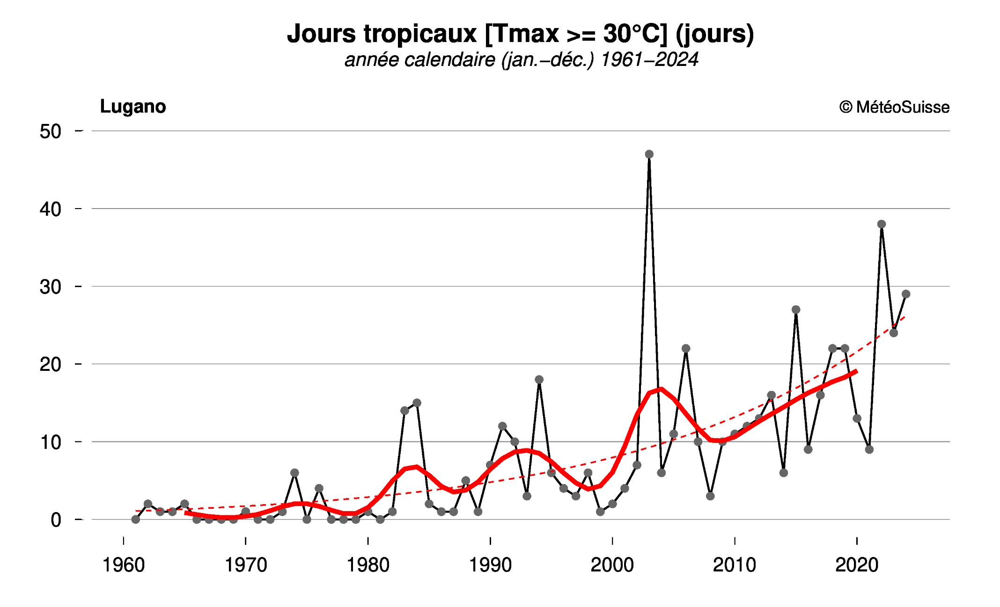 Jours tropicaux [Tmax >= 30°C] (jours)
année calendaire (jan.−déc.) 1961−2024
Lugano
© MétéoSuisse
50
40
30
20
10
0
1960 1970 1980 1990 2000 2010 2020